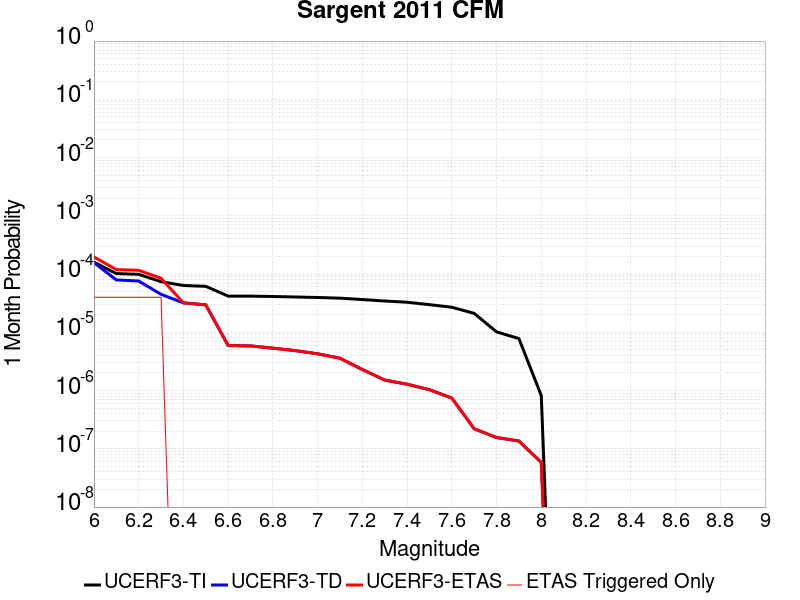 Sargent 2011 CFM
10^0
10^-1
10^-2
10^-3
10^-4
10^-5
10^-6
10^-7
10^-8
1 Month Probability
6 6.2 6.4 6.6 6.8 7 7.2 7.4 7.6 7.8 8 8.2 8.4 8.6 8.8 9
Magnitude
UCERF3-TI UCERF3-TD UCERF3-ETAS ETAS Triggered Only